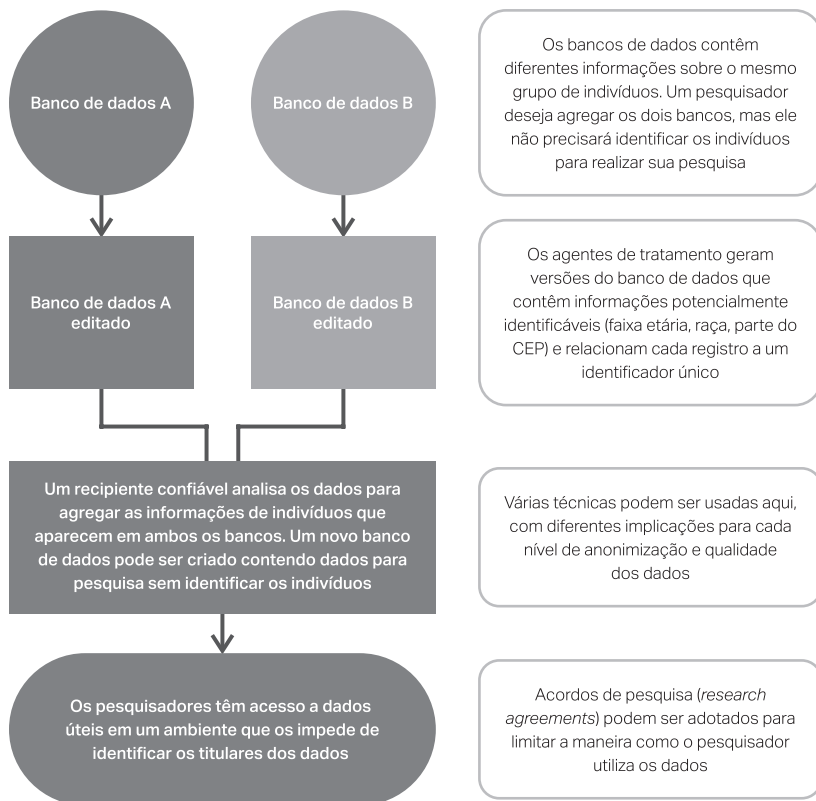 Banco de dados A
Banco de dados B
Os bancos de dados contêm
diferentes informações sobre o mesmo
grupo de indivíduos. Um pesquisador
deseja agregar os dois bancos, mas ele
não precisará identificar os indivíduos
para realizar sua pesquisa
Banco de dados A
editado
Banco de dados B
editado
Os agentes de tratamento geram
versões do banco de dados que
contêm informações potencialmente
identificáveis (faixa etária, raça, parte do
CEP) e relacionam cada registro a um
identificador único
Um recipiente confiável analisa os dados para
agregar as informações de indivíduos que
aparecem em ambos os bancos. Um novo banco
de dados pode ser criado contendo dados para
pesquisa sem identificar os indivíduos
Várias técnicas podem ser usadas aqui,
com diferentes implicações para cada
nível de anonimização e qualidade
dos dados
Os pesquisadores têm acesso a dados
úteis em um ambiente que os impede de
identificar os titulares dos dados
Acordos de pesquisa (research
agreements) podem ser adotados para
limitar a maneira como o pesquisador
utiliza os dados